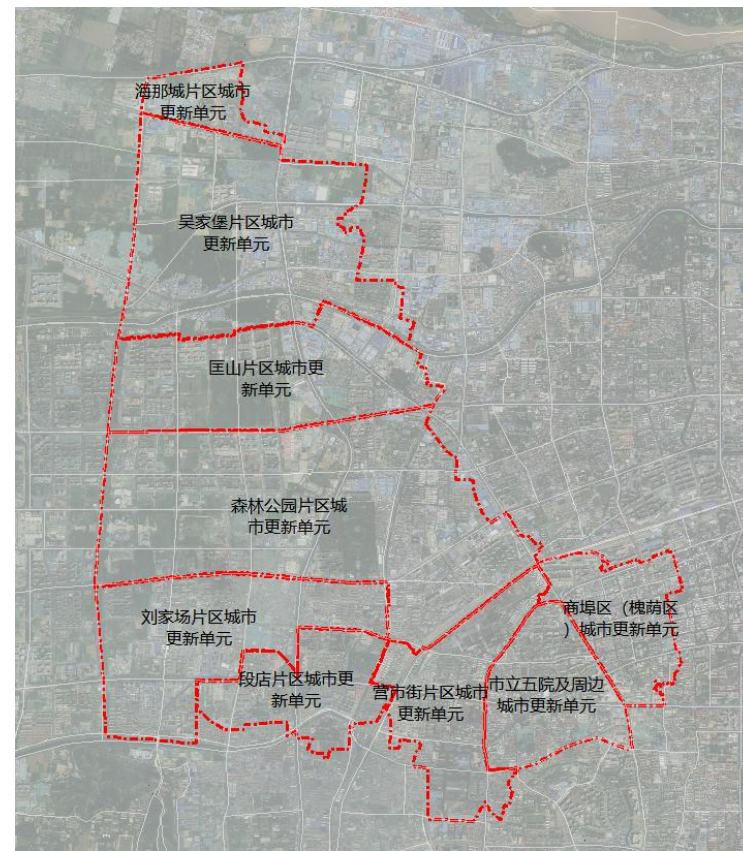 海那城片区城市
更新单元
吴家堡片区城市
更新单元
匡山片区城市更
新单元
森林公园片区城
市更新单元
刘家场片区城市
更新单元
段店片区城市更
新单元
营市街片区城市
更新单元
市立五院及周边
城市更新单元
商埠区（槐荫区
）城市更新单元